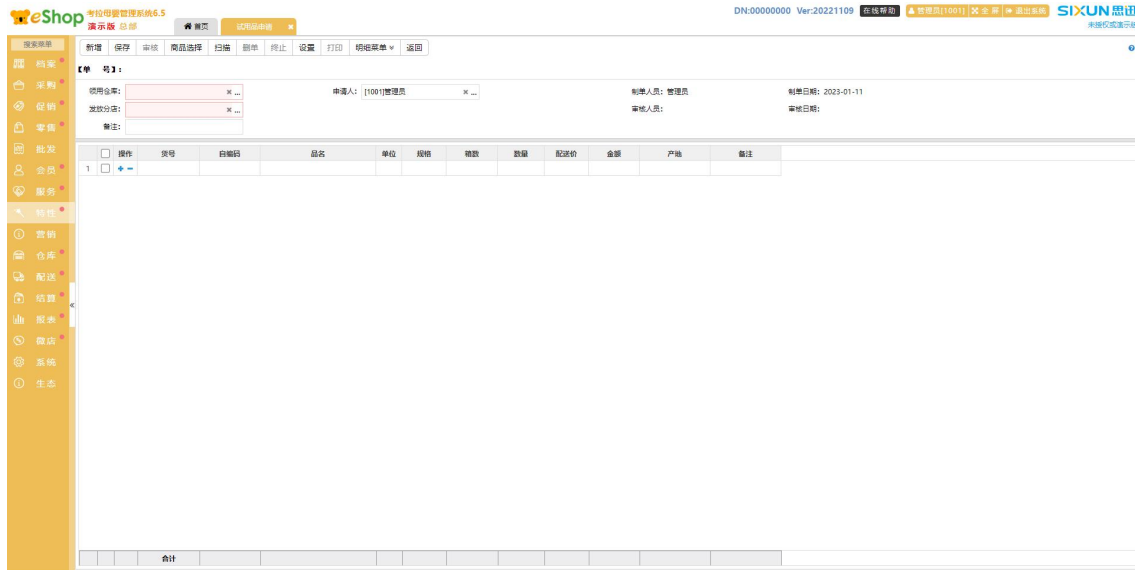 eShop 考拉母婴管理系统6.5
演示版 总部
首页
试用品申请
DN:00000000 Ver:20221109 在线帮助 管理员[1001] 全屏 退出系统
SIXUN思迅
未授权或演示版
搜索菜单
新增 保存 审核 商品选择 扫描 删单 终止 设置 打印 明细菜单 返回
档案
采购
促销
零售
批发
会员
服务
特性
营销
仓库
配送
结算
报表
微店
系统
生态
【单 号】:
领用仓库: ... 申请人: [1001]管理员 ... 制单人员: 管理员 制单日期: 2023-01-11
发放分店: ... 审核人员: 审核日期:
备注:
操作 货号 自编码 品名 单位 规格 箱数 数量 配送价 金额 产地 备注
1
合计